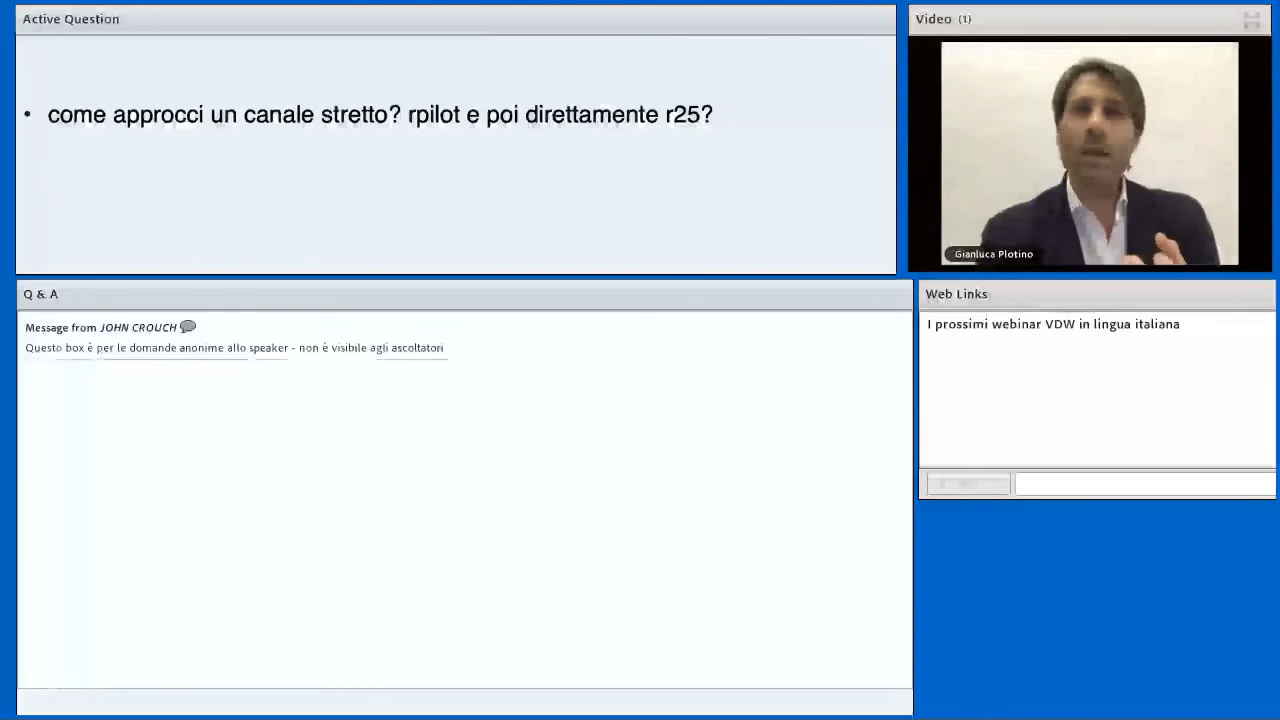 Active Question
• come approcci un canale stretto? rpilot e poi direttamente r25?
Video (1)
Gianluca Plotino
Q & A
Message from JOHN CROUCH
Questo box è per le domande anonime allo speaker - non è visibile agli ascoltatori
Web Links
I prossimi webinar VDW in lingua italiana